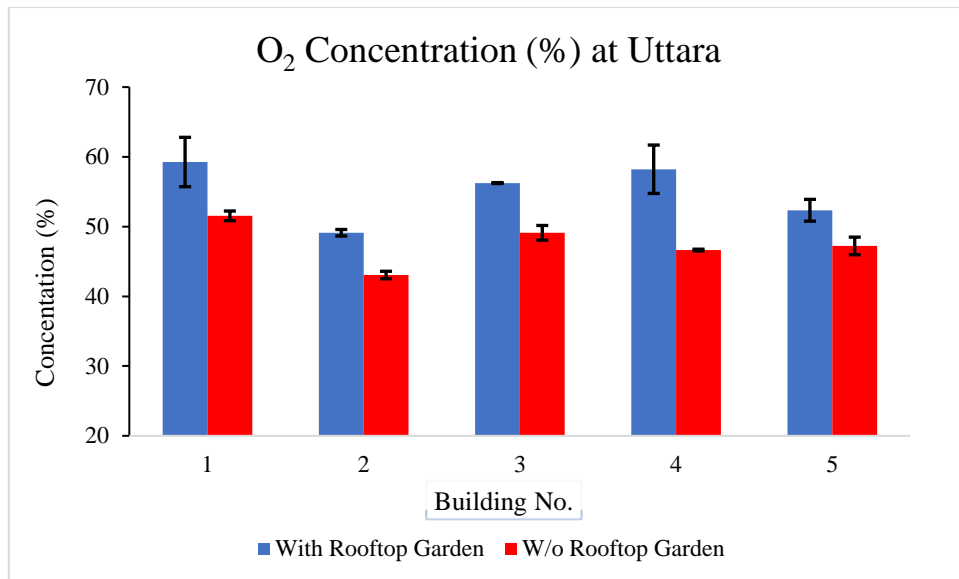 O₂ Concentration (%) at Uttara
70
60
50
40
30
20
Concentation (%)
1 2 3 4 5
Building No.
With Rooftop Garden W/o Rooftop Garden